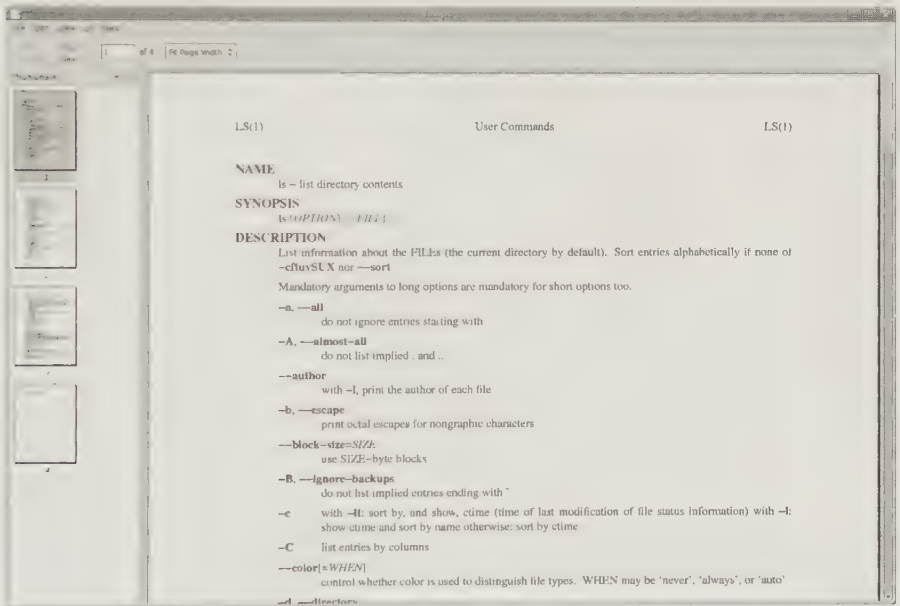 1 of 4 Fit Page Width
LS(1) User Commands LS(1)
NAME
ls – list directory contents
SYNOPSIS
ls [OPTION] FILE]
DESCRIPTION
List information about the FILEs (the current directory by default). Sort entries alphabetically if none of
–cftuvSUX nor ––sort
Mandatory arguments to long options are mandatory for short options too.
–a, ––all
do not ignore entries starting with
–A, ––almost–all
do not list implied . and ..
––author
with –l, print the author of each file
–b, ––escape
print octal escapes for nongraphic characters
––block–size=SIZE
use SIZE–byte blocks
–B, ––ignore–backups
do not list implied entries ending with ~
–c with –lt: sort by, and show, ctime (time of last modification of file status information) with –l:
show ctime and sort by name otherwise: sort by ctime
–C list entries by columns
––color[=WHEN]
control whether color is used to distinguish file types. WHEN may be ‘never’, ‘always’, or ‘auto’
–d ––directory
1
4